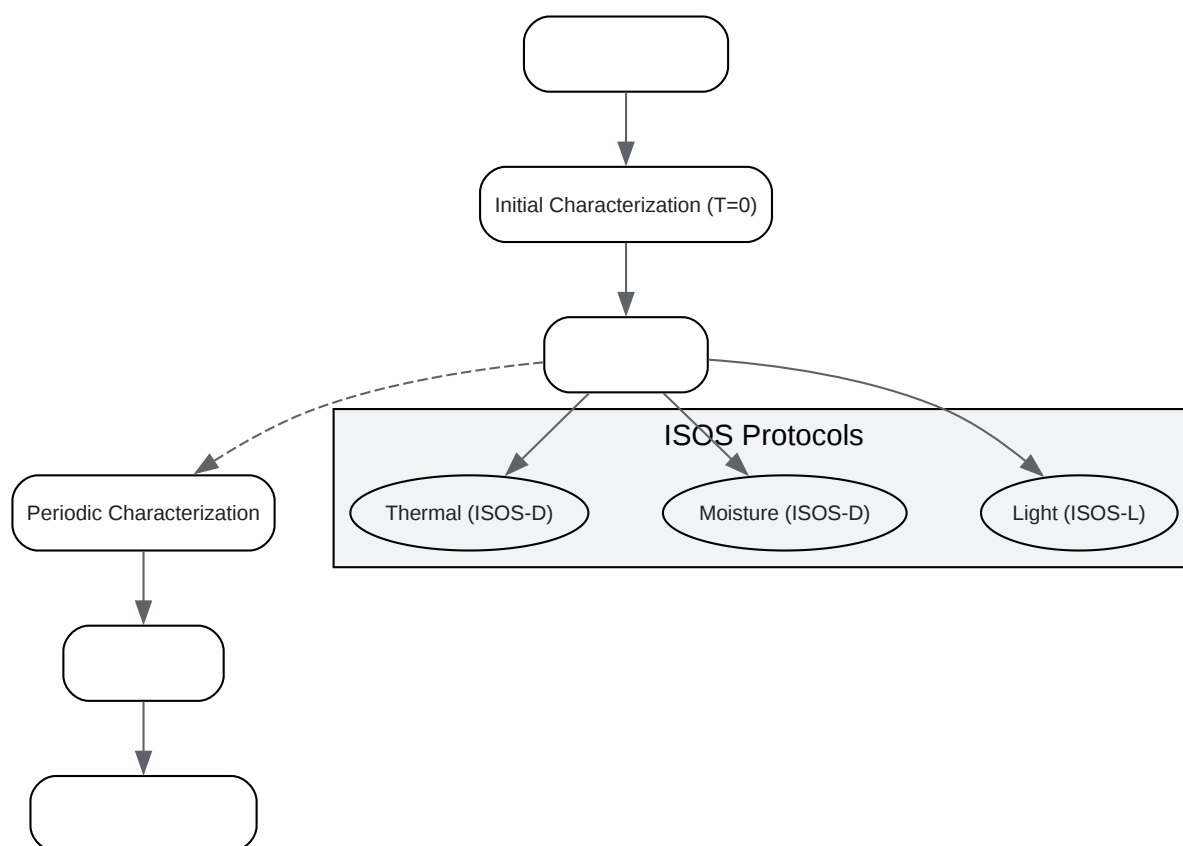 Initial Characterization (T=0)
ISOS Protocols
Periodic Characterization
Thermal (ISOS-D)
Moisture (ISOS-D)
Light (ISOS-L)